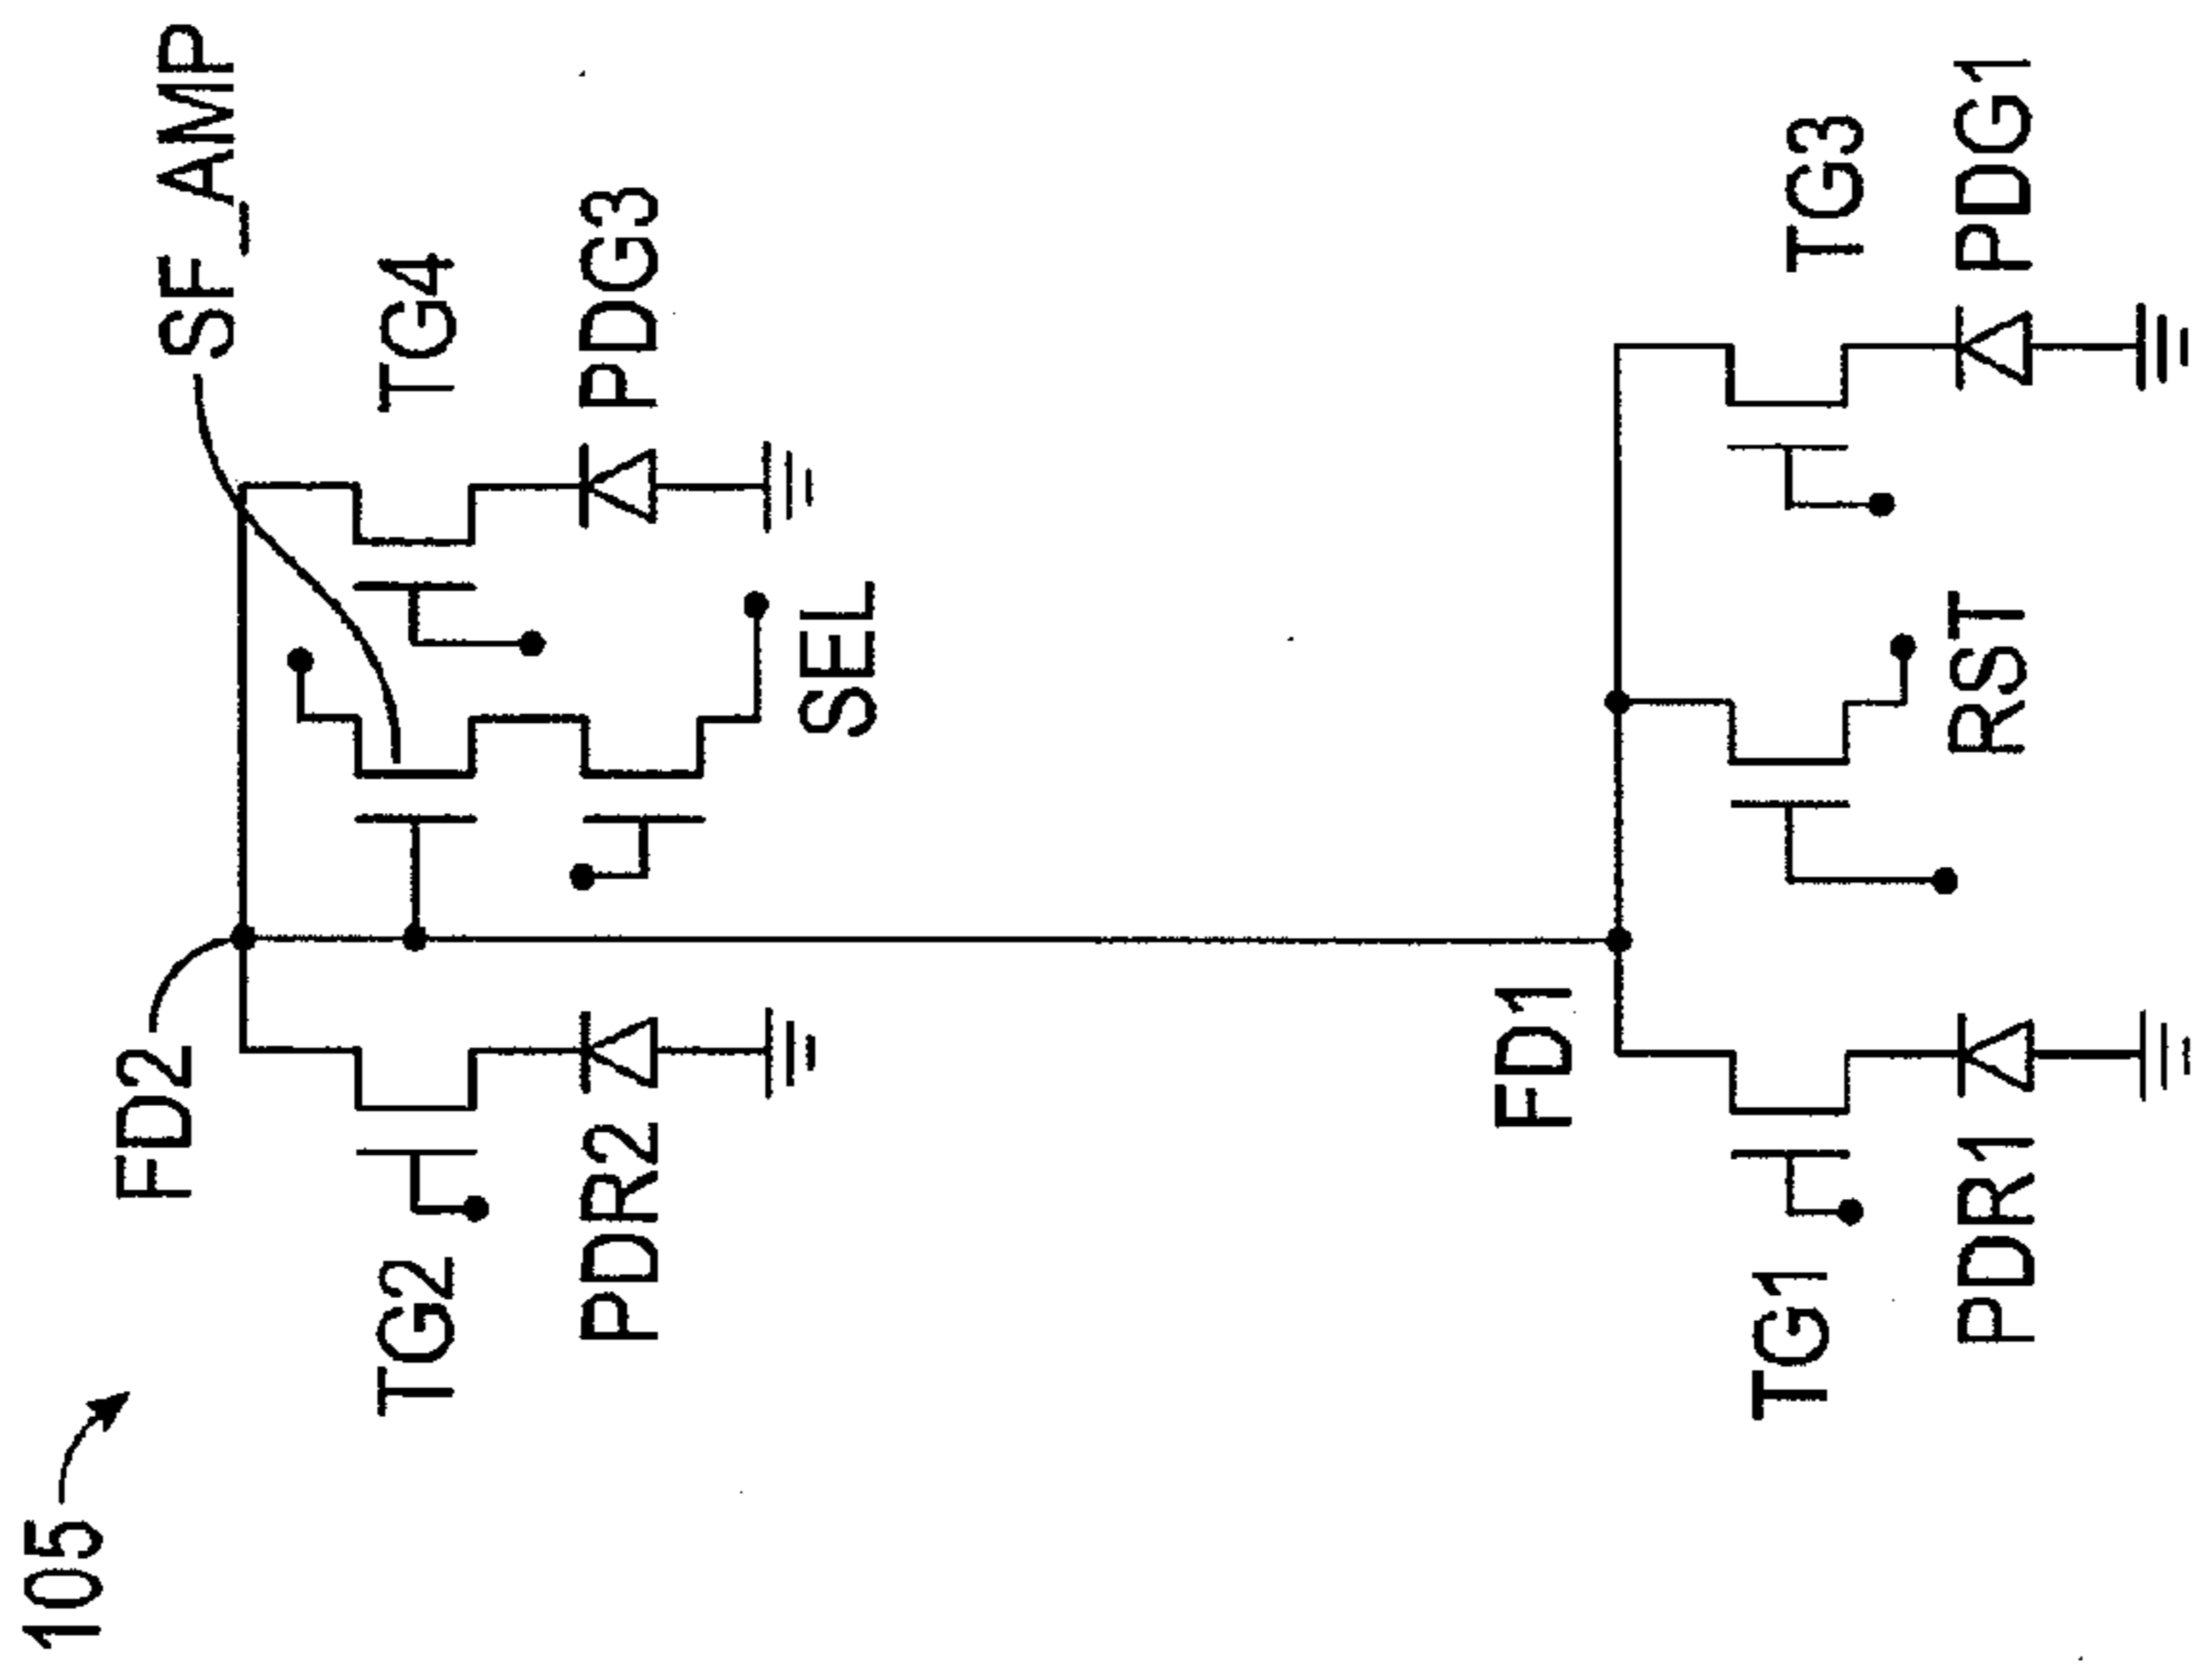 105
FD2
SF_AMP
TG2
TG4
PDR2
PDG3
SEL
FD1
TG1
TG3
RST
PDR1
PDG1